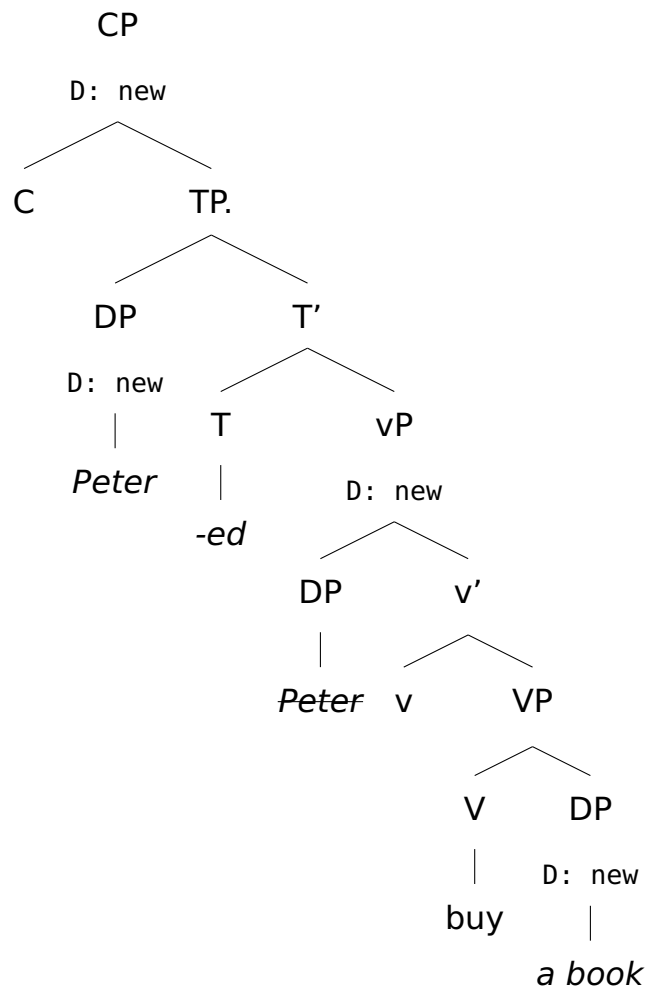 CP
D: new
C TP.
DP T’
D: new
T vP
Peter
D: new
-ed
DP v’
Peter v VP
V DP
D: new
buy
a book